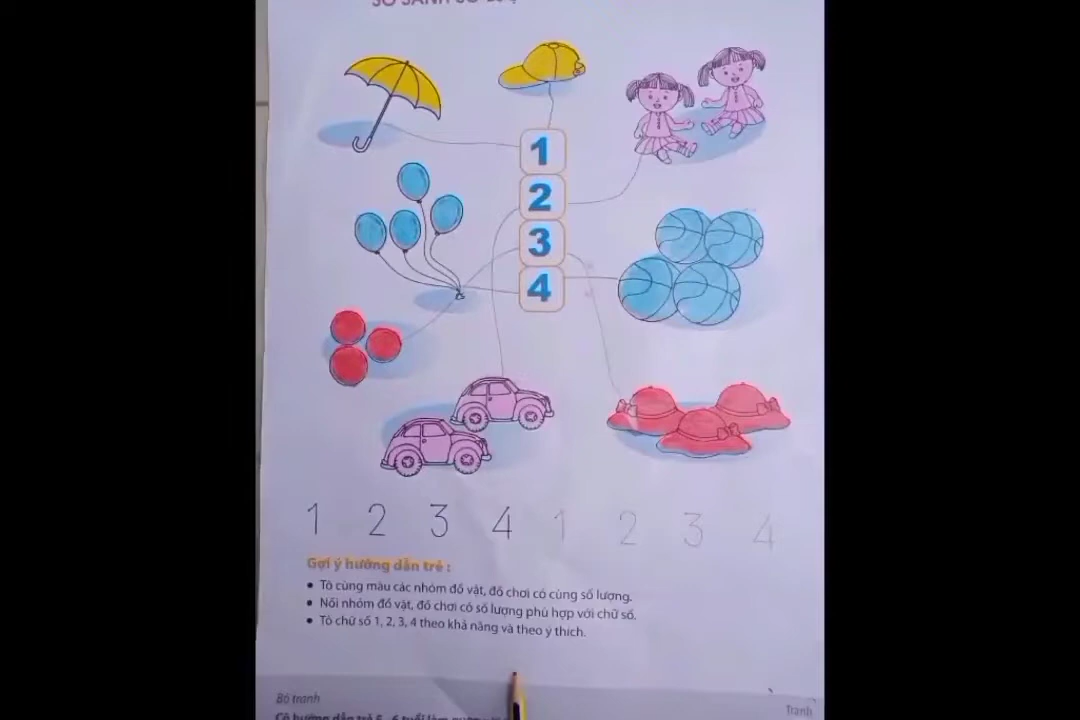 1
2
3
4
1 2 3 4 1 2 3 4
Gợi ý hướng dẫn trẻ :
• Tô cùng màu các nhóm đồ vật, đồ chơi có cùng số lượng.
• Nối nhóm đồ vật, đồ chơi có số lượng phù hợp với chữ số.
• Tô chữ số 1, 2, 3, 4 theo khả năng và theo ý thích.
Bộ tranh
Tranh